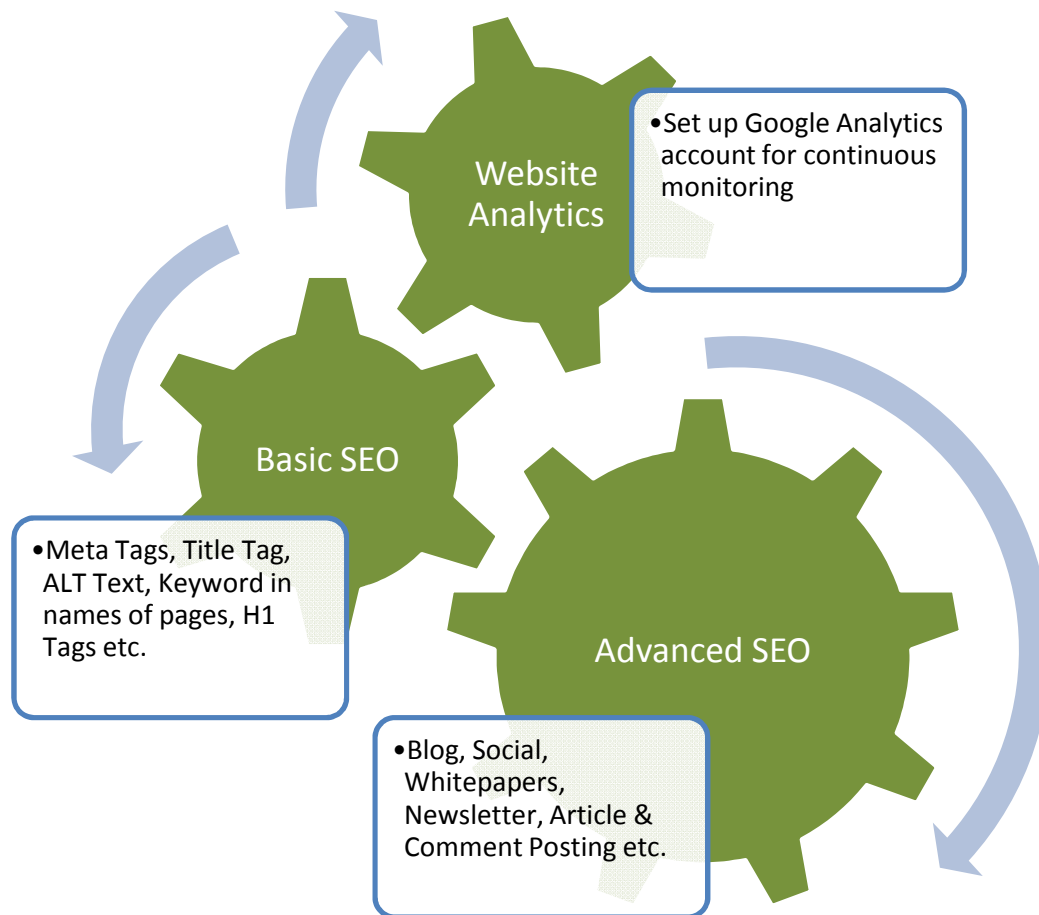 Website
Analytics
•Set up Google Analytics
account for continuous
monitoring
Basic SEO
•Meta Tags, Title Tag,
ALT Text, Keyword in
names of pages, H1
Tags etc.
Advanced SEO
•Blog, Social,
Whitepapers,
Newsletter, Article &
Comment Posting etc.